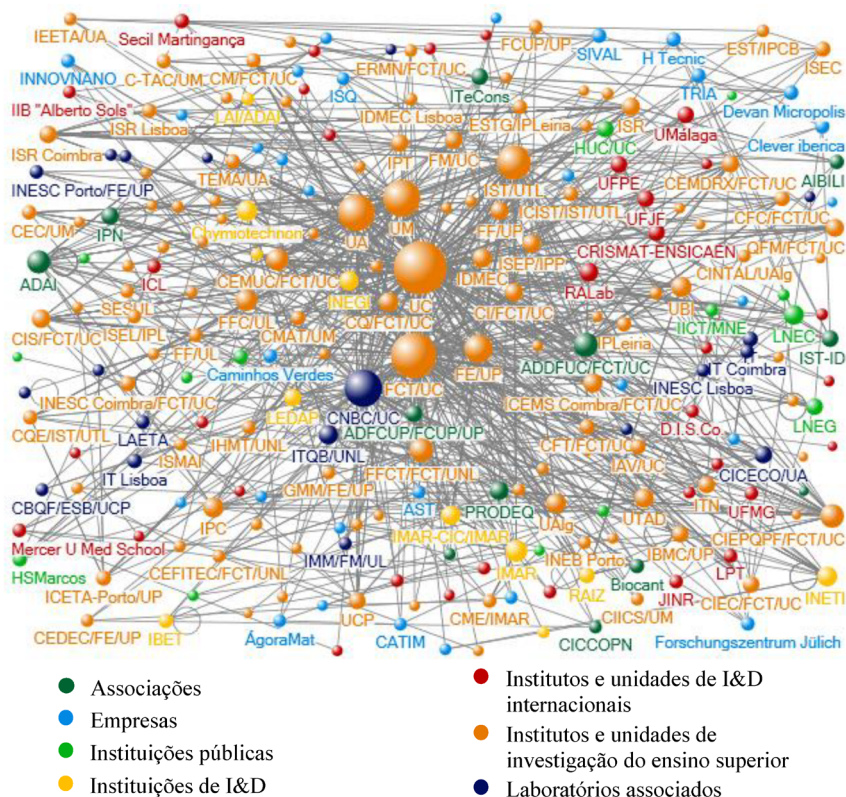 IEETA/UA
Secil Martingança
FCUP/UP
SIVAL
H Tecnic
EST/IPCB
ISEC
INNOVNANO
C-TAC/UM
CM/FCT/UC
ERMN/FCT/UC
ISQ
ITeCons
TRIA
IIB "Alberto Sols"
LAI/ADAI
ISR Lisboa
IDMEC Lisboa
ESTG/IPLeiria
ISR
UMálaga
Devan Micropolis
HUC/UC
Clever iberica
ISR Coimbra
IPT
FM/UC
INESC Porto/FE/UP
TEMA/UA
IST/UTL
UFPE
CEMDRX/FCT/UC
AIBILI
CEC/UM
IPN
Chymiotechnon
UA
UM
ICIST/IST/UTL
FF/UP
UFJF
CFC/FCT/UC
CRISMAT-ENSICAEN
QFM/FCT/UC
ISEP/IPP
ADAI
ICL
CEMUC/FCT/UC
INEGI
UC
IDMEC
RALab
CINTAL/UAlg
SESUL
CIS/FCT/UC
ISEL/IPL
FFC/UL
CMAT/UM
CQ/FCT/UC
CI/FCT/UC
UBI
IICT/MNE
LNEC
IPLeiria
FF/UL
Caminhos Verdes
FCT/UC
FE/UP
ADDFUC/FCT/UC
IT Coimbra
IST-ID
INESC Lisboa
INESC Coimbra/FCT/UC
LEDAP
CNBC/UC
ICEMS Coimbra/FCT/UC
CQE/IST/UTL
LAETA
ADFCUP/FCUP/UP
D.I.S.Co.
LNEG
ISMAI
IHMT/UNL
ITQB/UNL
CFT/FCT/UC
IAV/UC
IT Lisboa
FFCT/FCT/UNL
CICECO/UA
GMM/FE/UP
CBQF/ESB/UCP
IPC
AST
PRODEQ
UAlg
UTAD
ITN
UFMG
IMAR-CIC/IMAR
CIEPQPF/FCT/UC
Mercer U Med School
IMM/FM/UL
IMAR
INEB Porto
IBMC/UP
HSMarcos
CEFITEC/FCT/UNL
RAIZ
Biocant
LPT
ICETA-Porto/UP
JINR
CIEC/FCT/UC
INETI
CEDEC/FE/UP
IBET
ÁgoraMat
UCP
CATIM
CME/IMAR
CIICS/UM
CICCOPN
Forschungszentrum Jülich
Associações
Empresas
Instituições públicas
Instituições de I&D
Institutos e unidades de I&D
internacionais
Institutos e unidades de
investigação do ensino superior
Laboratórios associados